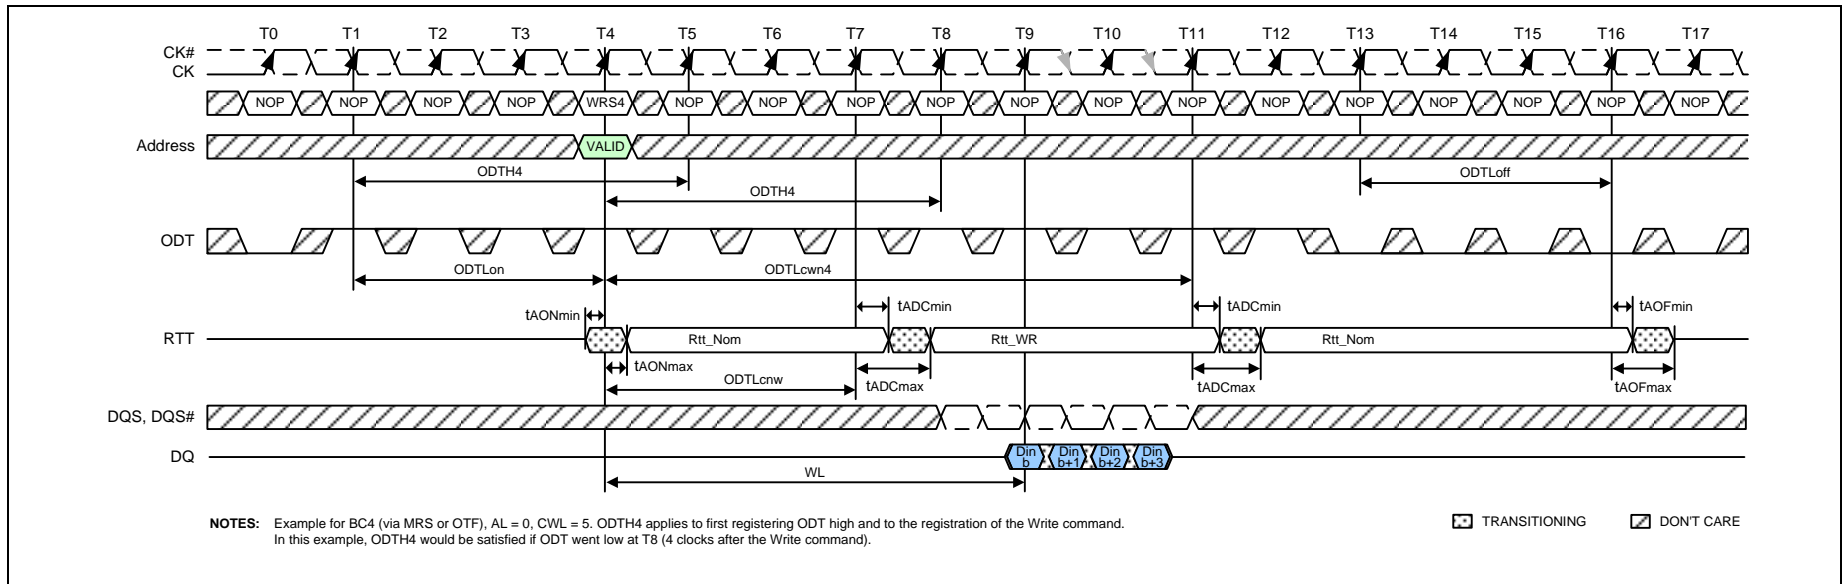 T0 T1 T2 T3 T4 T5 T6 T7 T8 T9 T10 T11 T12 T13 T14 T15 T16 T17
CK#
CK
NOP NOP NOP NOP WRS4 NOP NOP NOP NOP NOP NOP NOP NOP NOP NOP NOP NOP NOP
Address VALID
ODTH4 ODTLoff
ODTH4
ODT
ODTLon ODTLcwn4
tAONmin tADCmin tADCmin tAOFmin
RTT Rtt_Nom Rtt_WR Rtt_Nom
tAONmax
ODTLcnw tADCmax tADCmax tAOFmax
DQS, DQS#
DQ Din b Din b+1 Din b+2 Din b+3
WL
NOTES: Example for BC4 (via MRS or OTF), AL = 0, CWL = 5. ODTH4 applies to first registering ODT high and to the registration of the Write command. TRANSITIONING DON'T CARE
In this example, ODTH4 would be satisfied if ODT went low at T8 (4 clocks after the Write command).